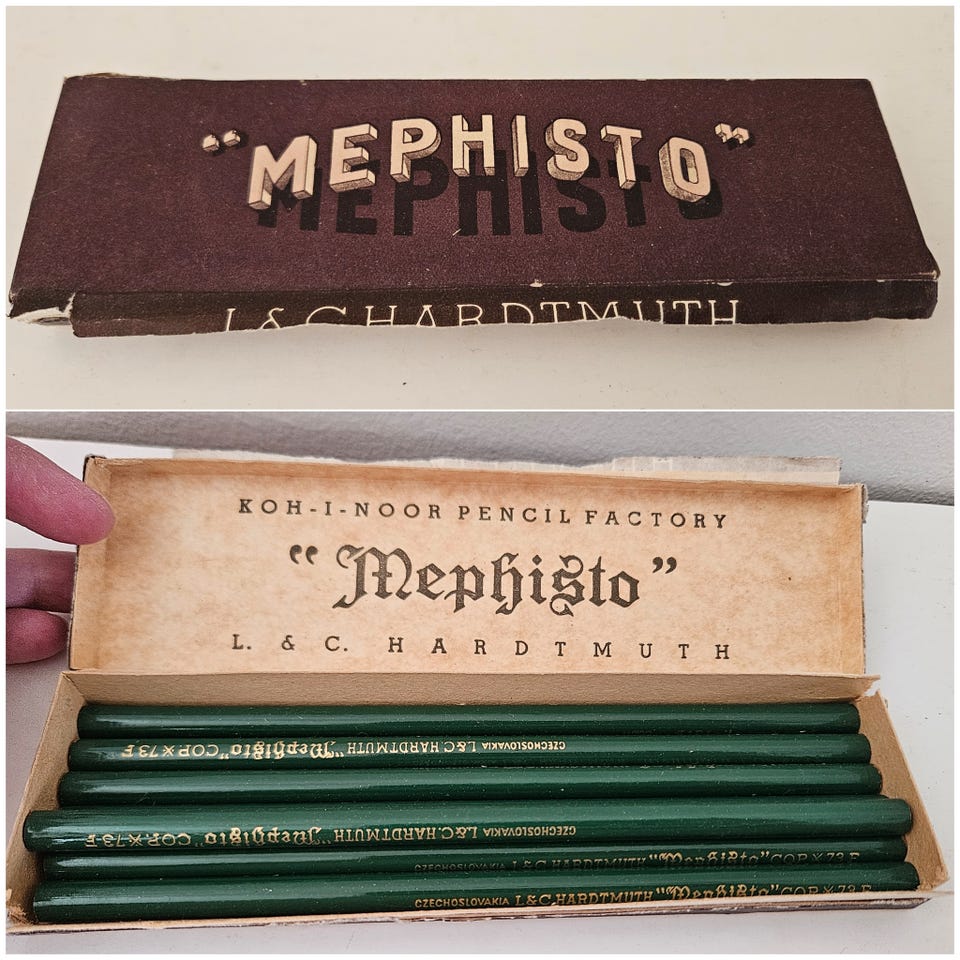 "MEPHISTO"
L & C HARDTMUTH
KOH-I-NOOR PENCIL FACTORY
"Mephisto"
L. & C. HARDTMUTH
CZECHOSLOVAKIA L.& C. HARDTMUTH "Mephisto" COP. 73 F
CZECHOSLOVAKIA L.& C. HARDTMUTH "Mephisto" COP. 73 F
CZECHOSLOVAKIA L.& C. HARDTMUTH "Mephisto" COP. 73 F
CZECHOSLOVAKIA L.& C. HARDTMUTH "Mephisto" COP. 73 F